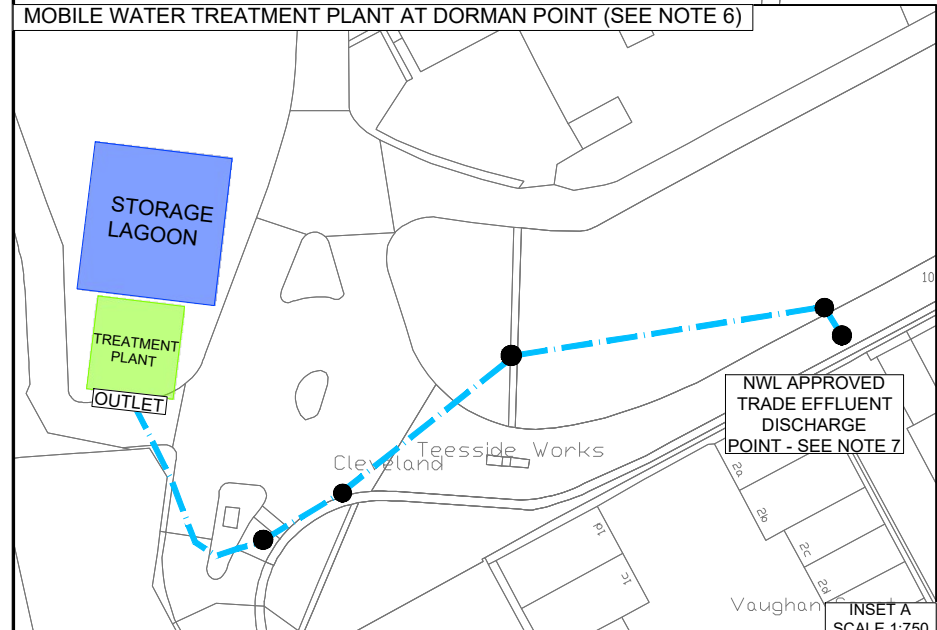 MOBILE WATER TREATMENT PLANT AT DORMAN POINT (SEE NOTE 6)
STORAGE
LAGOON
TREATMENT
PLANT
OUTLET
10
NWL APPROVED
TRADE EFFLUENT
DISCHARGE
POINT - SEE NOTE 7
Teesside Works
Cleveland
2a
2b
2c
2d
1d
1c
Vaughan
INSET A
SCALE 1:750